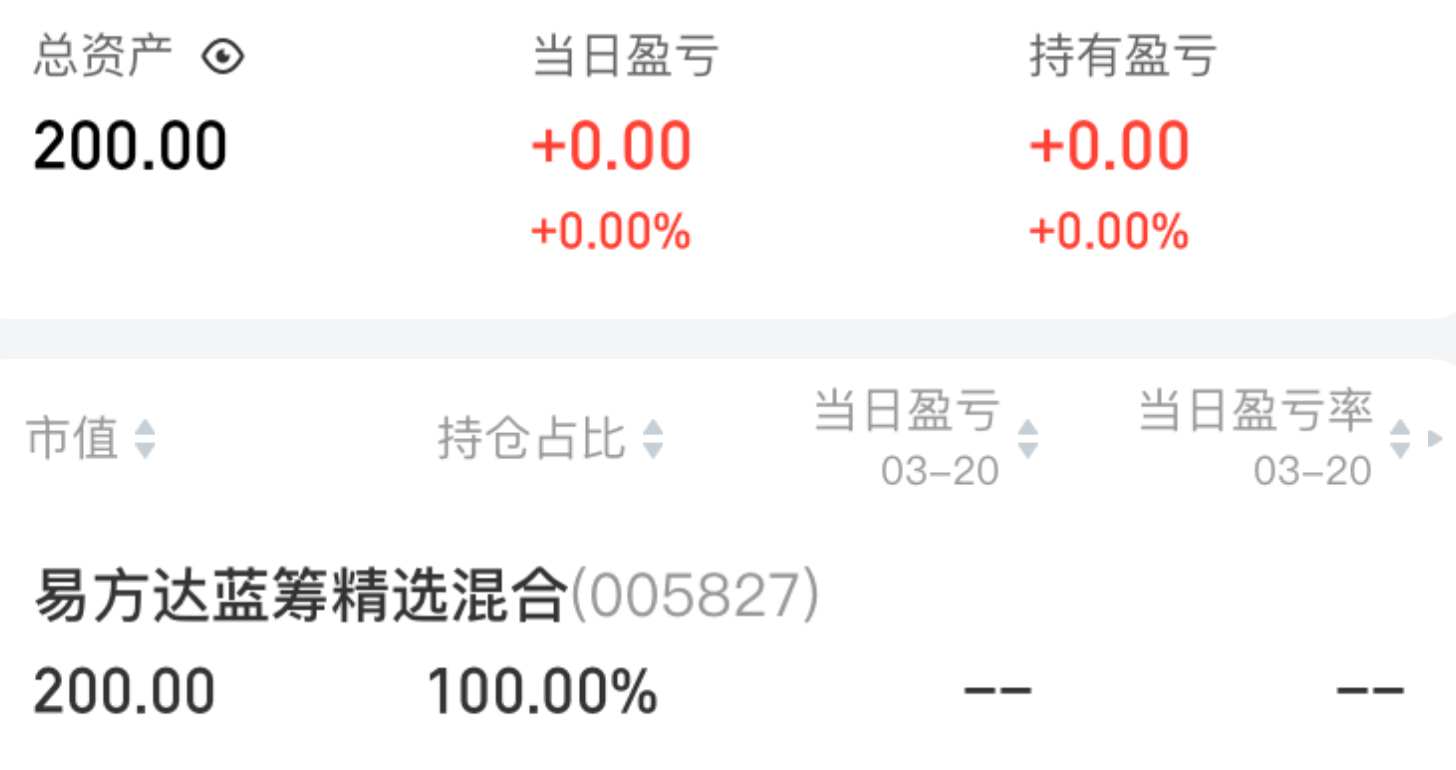 总资产 当日盈亏 持有盈亏
200.00 +0.00 +0.00
+0.00% +0.00%
市值 持仓占比 当日盈亏 当日盈亏率
03-20 03-20
易方达蓝筹精选混合(005827)
200.00 100.00% -- --